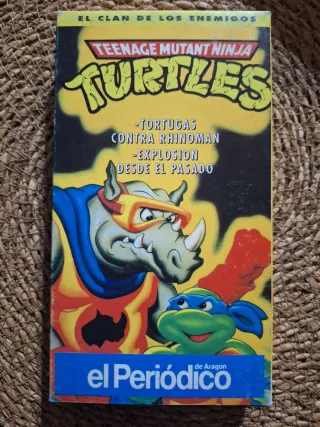 EL CLAN DE LOS ENEMIGOS
TEENAGE MUTANT NINJA
TURTLES
-TORTUGAS
CONTRA RHINOMAN
-EXPLOSION
DESDE EL PASADO
de Aragón
el Periódico